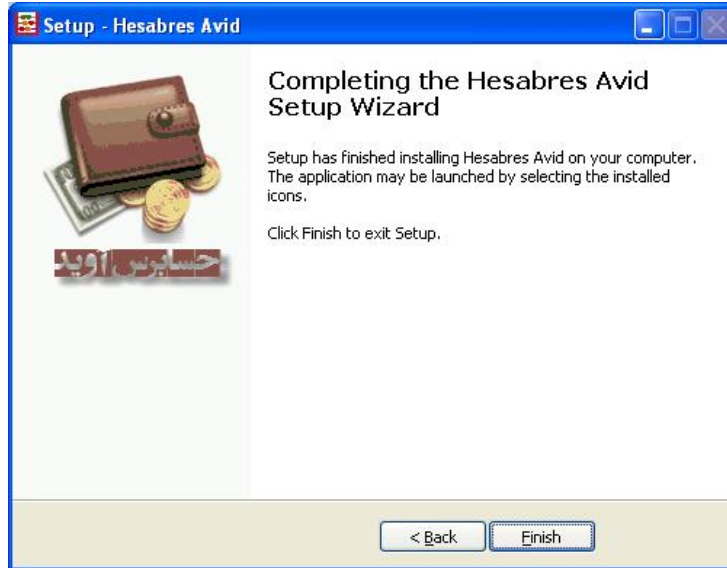 Setup - Hesabres Avid
Completing the Hesabres Avid
Setup Wizard
Setup has finished installing Hesabres Avid on your computer.
The application may be launched by selecting the installed
icons.
Click Finish to exit Setup.
حسابرس آوید
< Back
Finish